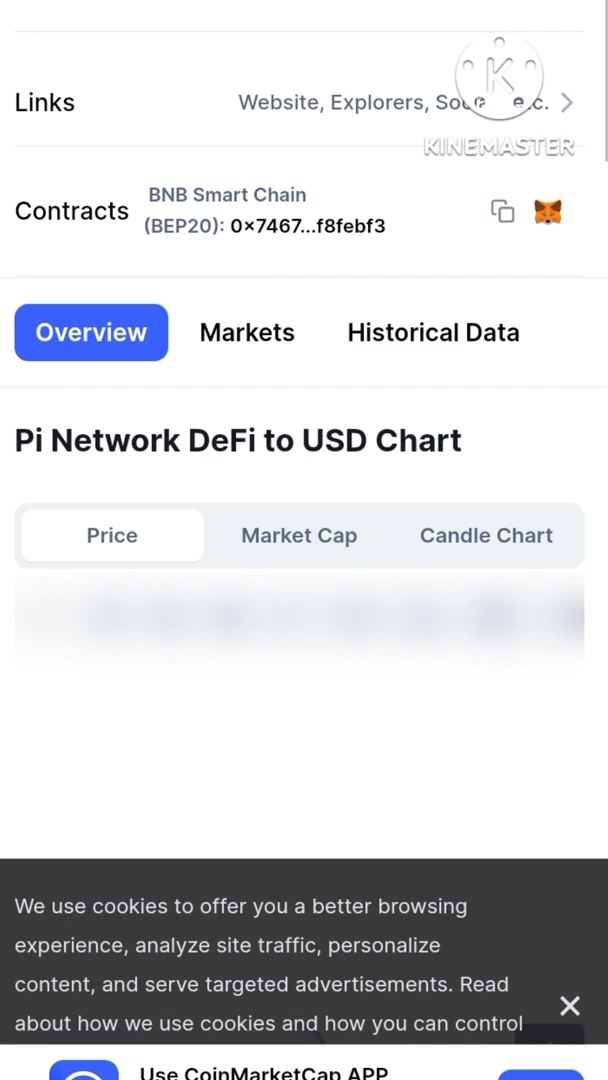 Links
Website, Explorers, etc.
KINEMASTER
Contracts
BNB Smart Chain
(BEP20): 0x7467...f8febf3
Overview Markets Historical Data
Pi Network DeFi to USD Chart
Price Market Cap Candle Chart
We use cookies to offer you a better browsing
experience, analyze site traffic, personalize
content, and serve targeted advertisements. Read
about how we use cookies and how you can control
Use CoinMarketCap APP